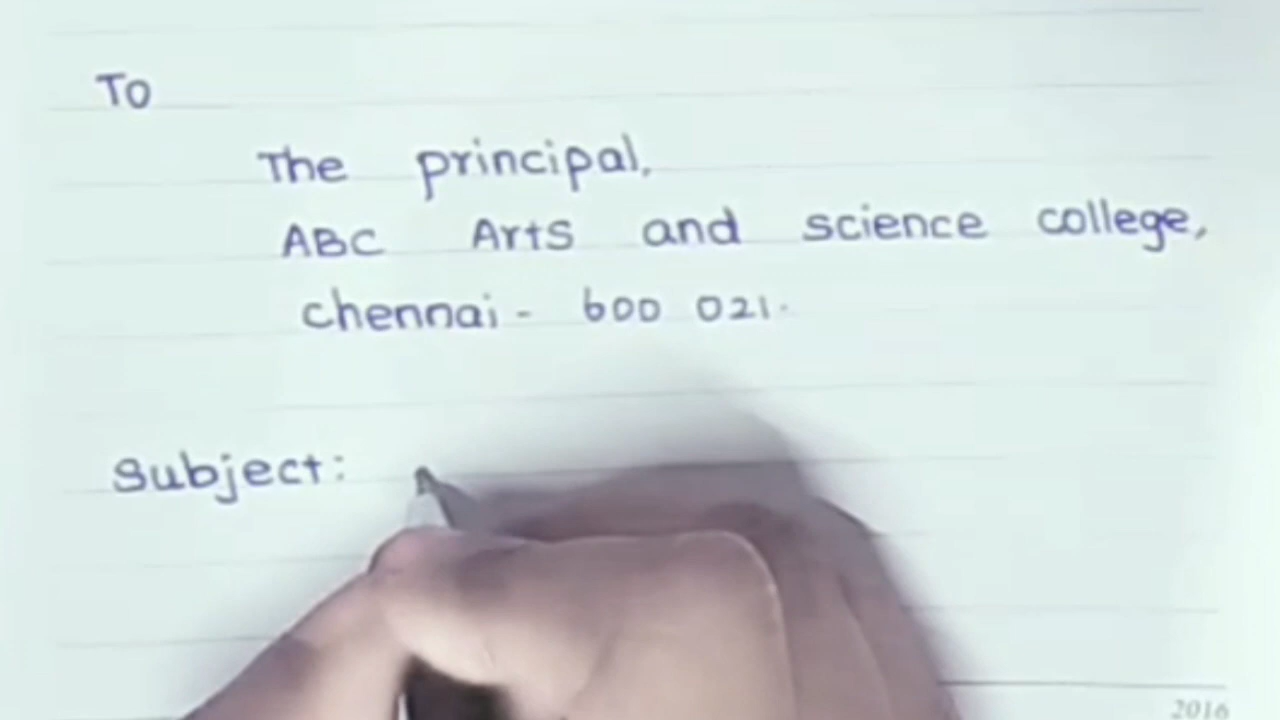 To
The principal,
ABC Arts and science college,
chennai - 600 021.
Subject:
2016